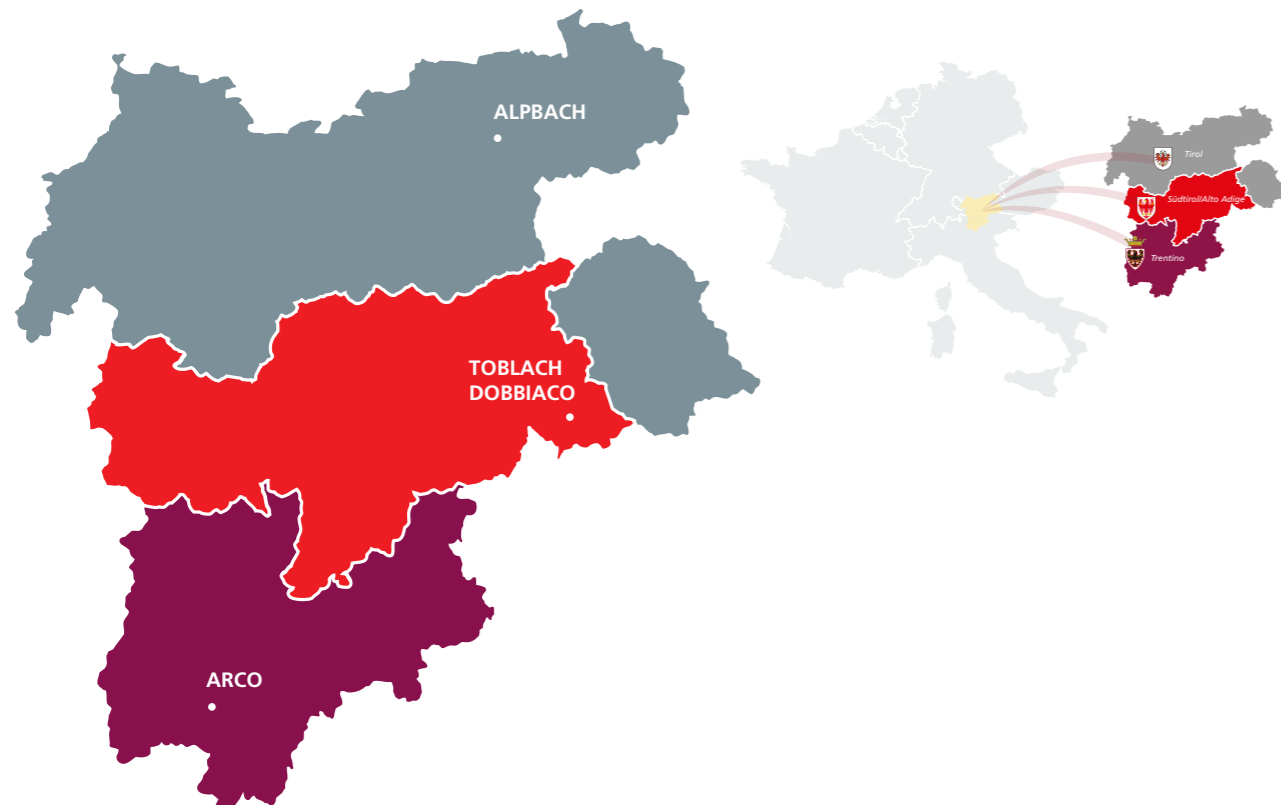 ALPBACH
TOBLACH
DOBBIACO
ARCO
Tirol
Südtirol/Alto Adige
Trentino